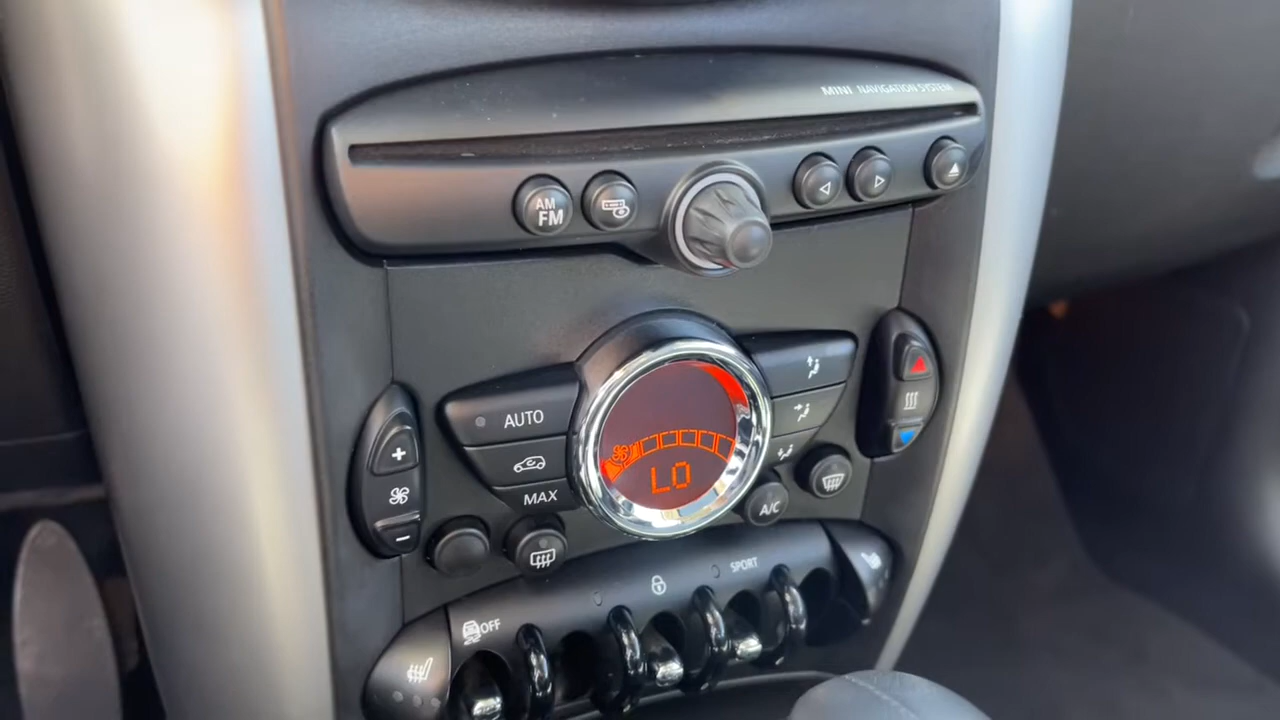 MINI NAVIGATION SYSTEM
AM
FM
AUTO
MAX
LO
A/C
OFF
SPORT